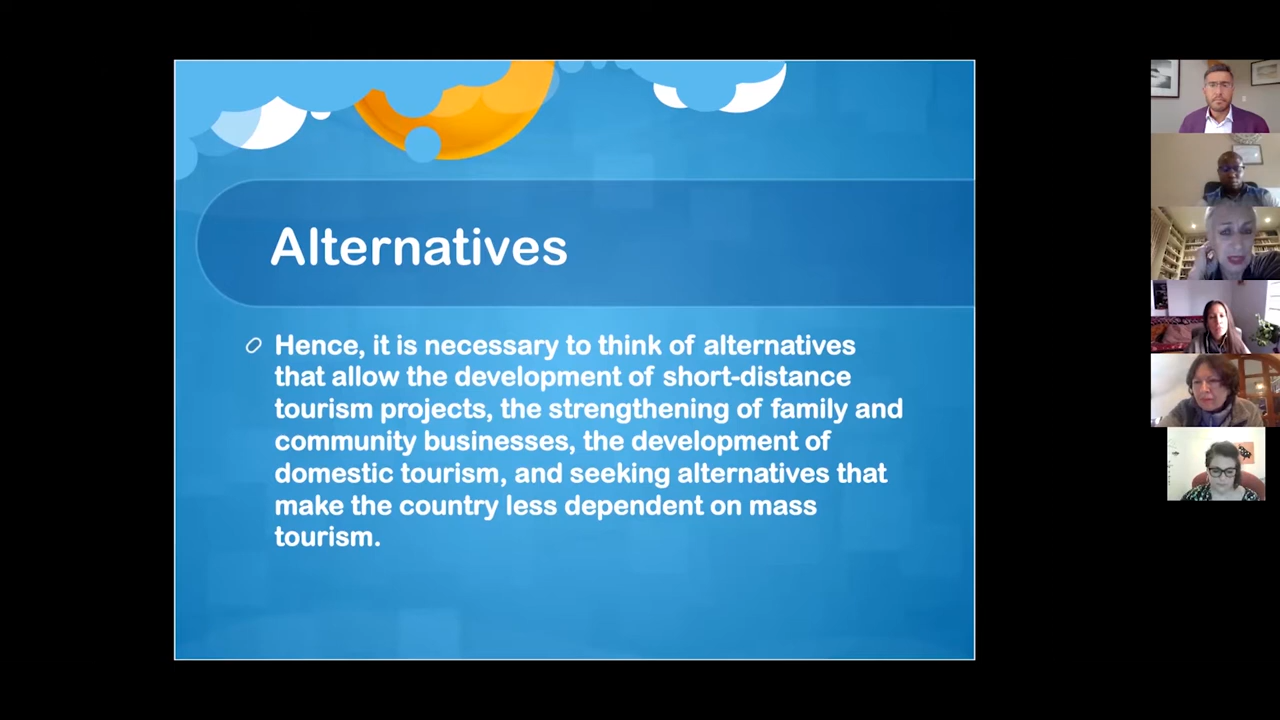 Alternatives
Hence, it is necessary to think of alternatives
that allow the development of short-distance
tourism projects, the strengthening of family and
community businesses, the development of
domestic tourism, and seeking alternatives that
make the country less dependent on mass
tourism.